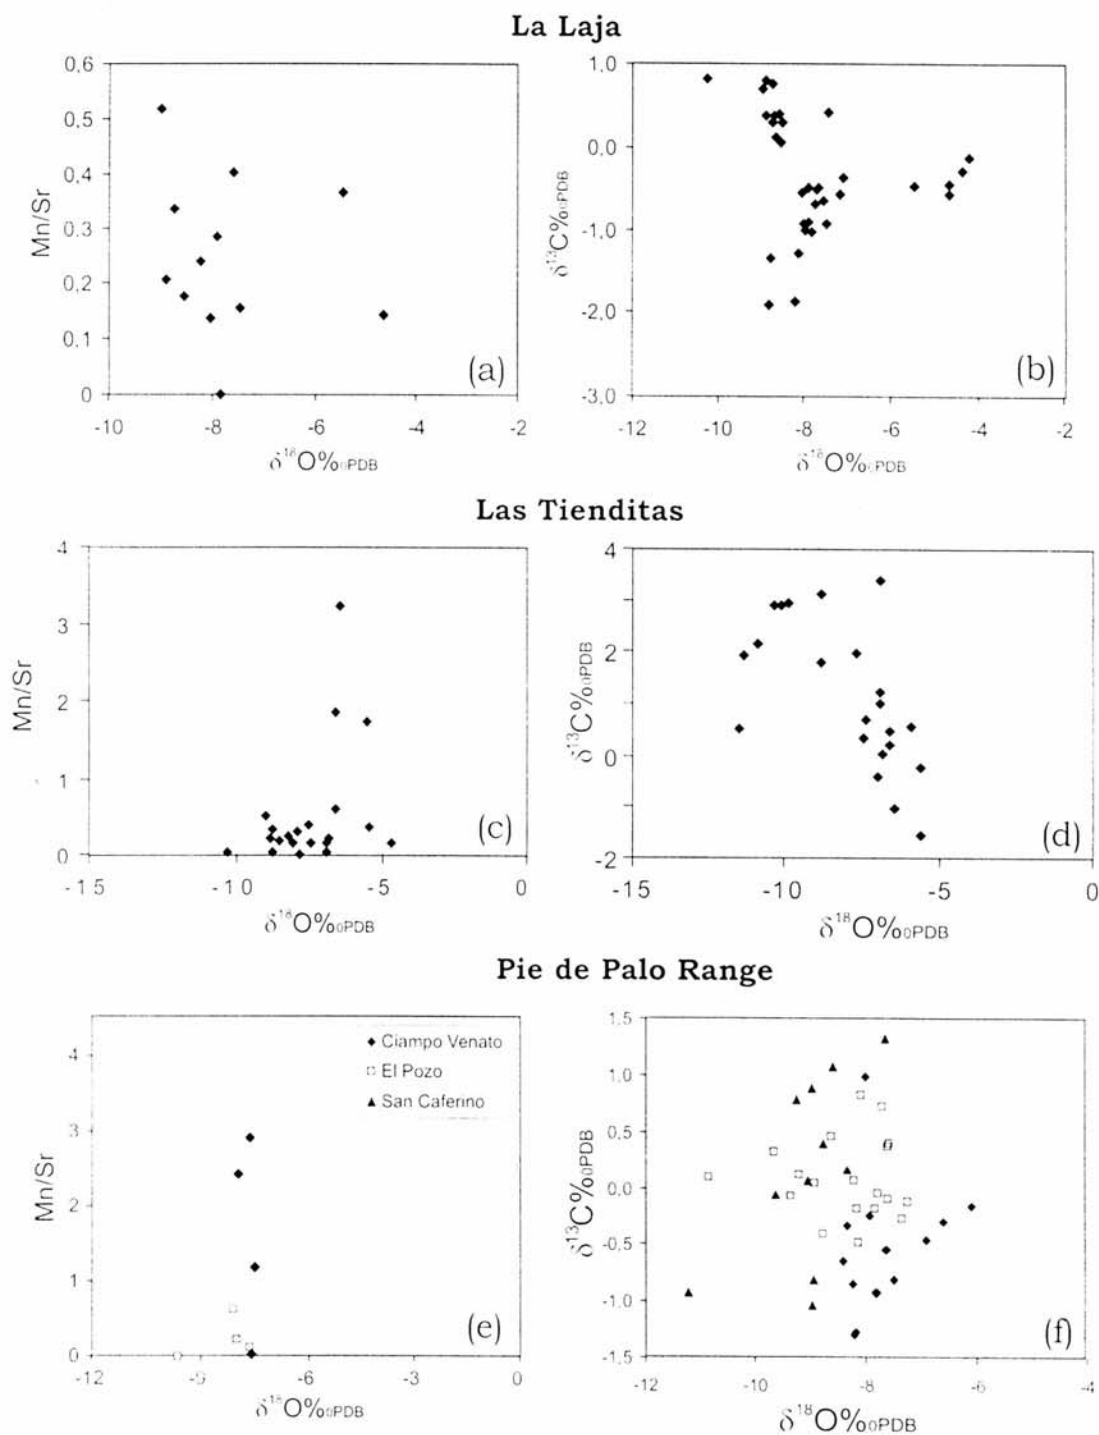 La Laja
0,6
0,5
0,4
0,3
0,2
0,1
0
-10
-8
-6
-4
-2
Mn/Sr
δ¹⁸O‰PDB
(a)
1,0
0,0
-1,0
-2,0
-3,0
-12
-10
-8
-6
-4
-2
δ¹³C‰PDB
δ¹⁸O‰PDB
(b)
Las Tienditas
4
3
2
1
0
-15
-10
-5
0
Mn/Sr
δ¹⁸O‰PDB
(c)
4
2
0
-2
-15
-10
-5
0
δ¹³C‰PDB
δ¹⁸O‰PDB
(d)
Pie de Palo Range
4
3
2
1
0
-12
-9
-6
-3
0
Mn/Sr
δ¹⁸O‰PDB
Ciampo Venato
El Pozo
San Caferino
(e)
1.5
1.0
0.5
0.0
-0.5
-1.0
-1.5
-12
-10
-8
-6
-4
δ¹³C‰PDB
δ¹⁸O‰PDB
(f)